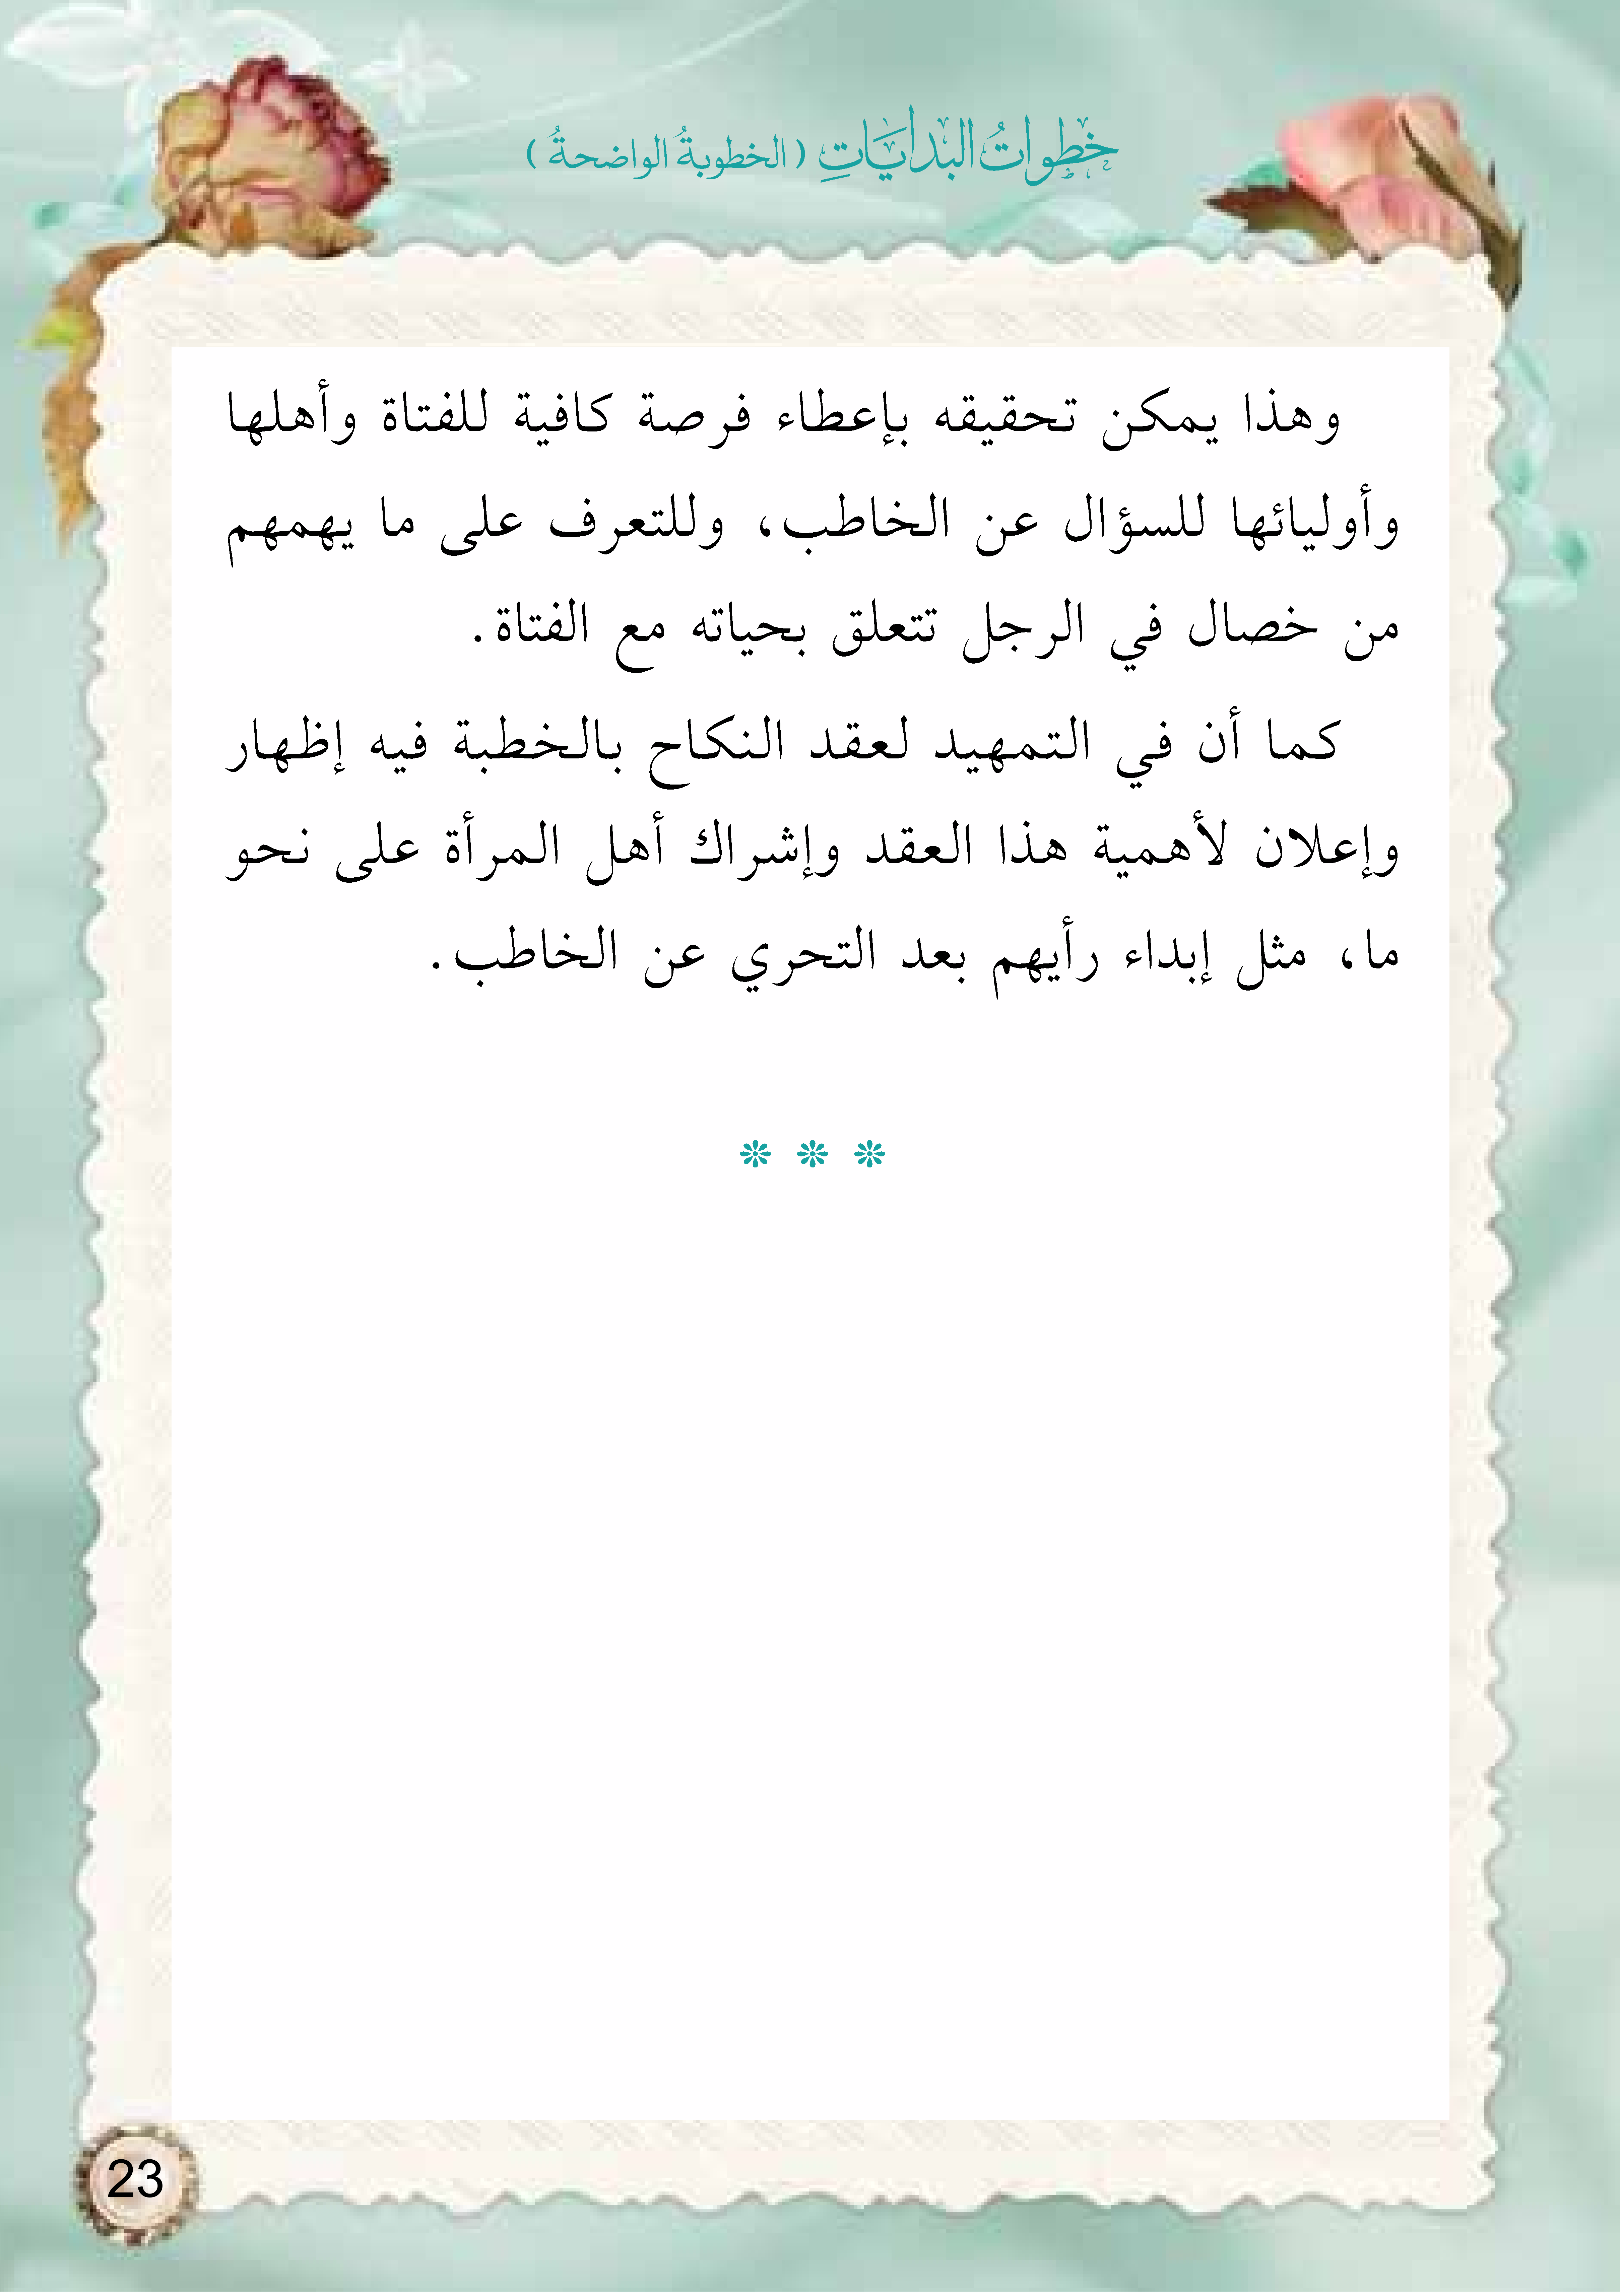 خطواتُ البدايَاتِ ( الخطوبةُ الواضحةُ )
وهذا يمكن تحقيقه بإعطاء فرصة كافية للفتاة وأهلها
وأوليائها للسؤال عن الخاطب، وللتعرف على ما يهمهم
من خصال في الرجل تتعلق بحياته مع الفتاة.
كما أن في التمهيد لعقد النكاح بالخطبة فيه إظهار
وإعلان لأهمية هذا العقد وإشراك أهل المرأة على نحو
ما، مثل إبداء رأيهم بعد التحري عن الخاطب.
❊ ❊ ❊
23